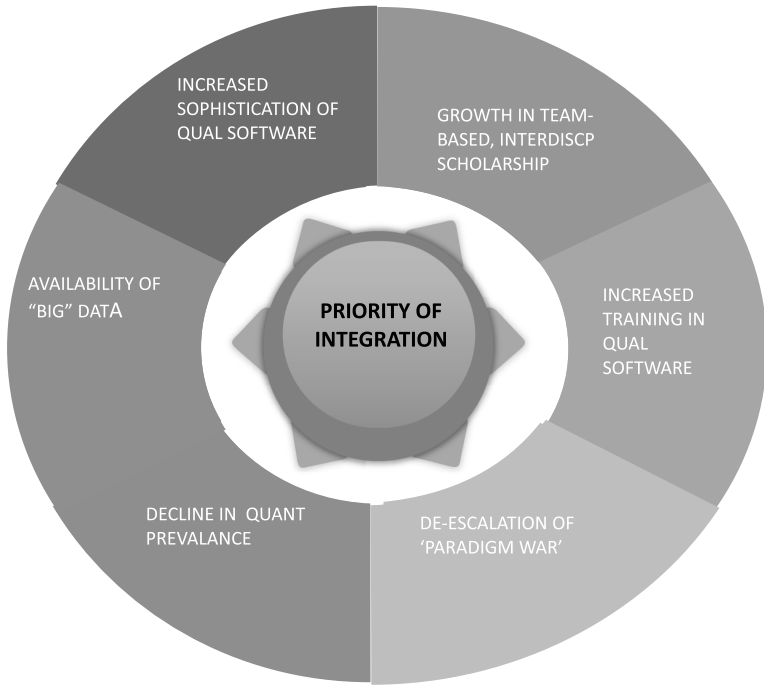 INCREASED
SOPHISTICATION OF
QUAL SOFTWARE
GROWTH IN TEAM-
BASED, INTERDISCP
SCHOLARSHIP
AVAILABILITY OF
“BIG” DATA
PRIORITY OF
INTEGRATION
INCREASED
TRAINING IN
QUAL
SOFTWARE
DECLINE IN  QUANT
PREVALANCE
DE-ESCALATION OF
‘PARADIGM WAR’